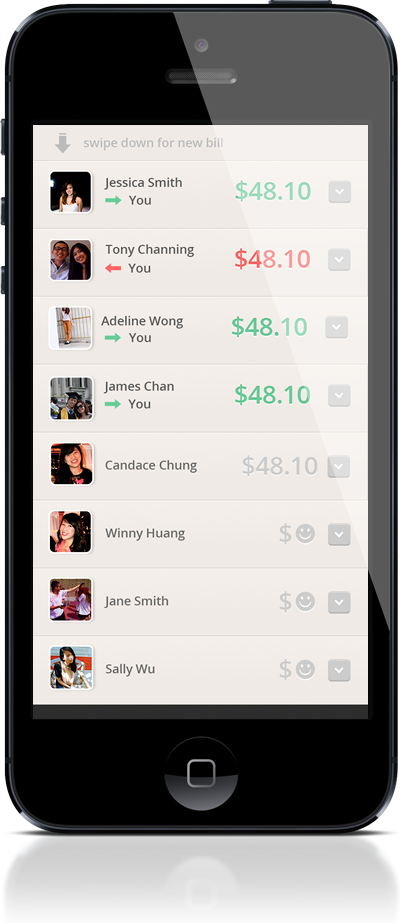 swipe down for new bill
Jessica Smith
You
$48.10
Tony Channing
You
$48.10
Adeline Wong
You
$48.10
James Chan
You
$48.10
Candace Chung
$48.10
Winny Huang
$
Jane Smith
$
Sally Wu
$